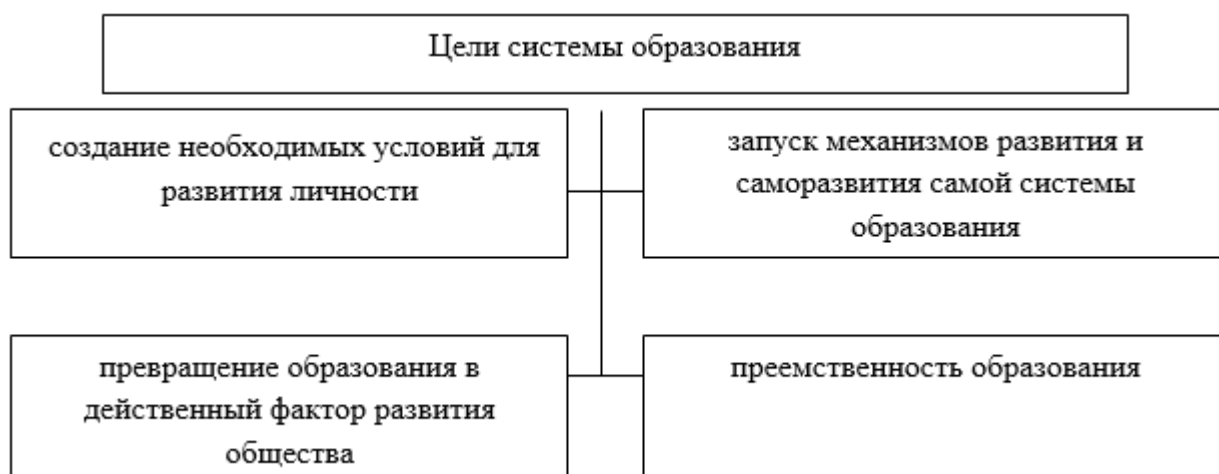 Цели системы образования
создание необходимых условий для
развития личности
запуск механизмов развития и
саморазвития самой системы
образования
превращение образования в
действенный фактор развития
общества
преемственность образования